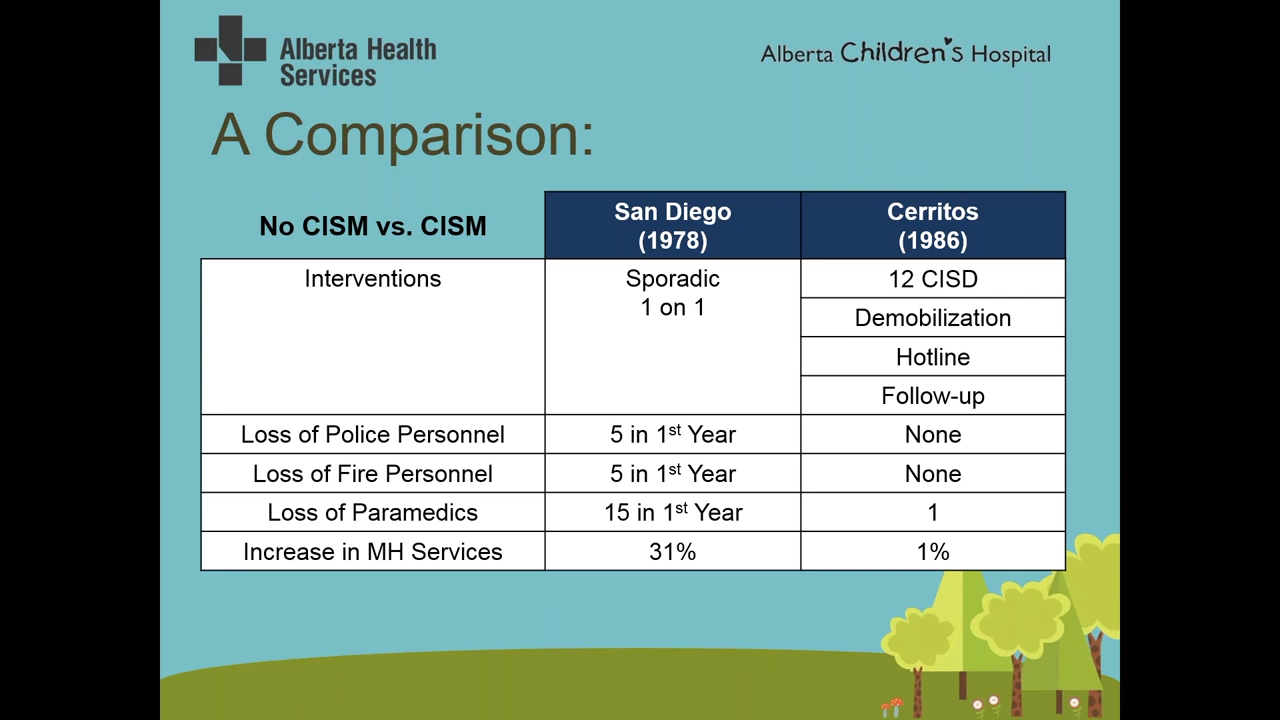 Alberta Health
Services
Alberta Children's Hospital
A Comparison:
No CISM vs. CISM
San Diego
(1978)
Cerritos
(1986)
Interventions
Sporadic
1 on 1
12 CISD
Demobilization
Hotline
Follow-up
Loss of Police Personnel
5 in 1st Year
None
Loss of Fire Personnel
5 in 1st Year
None
Loss of Paramedics
15 in 1st Year
1
Increase in MH Services
31%
1%